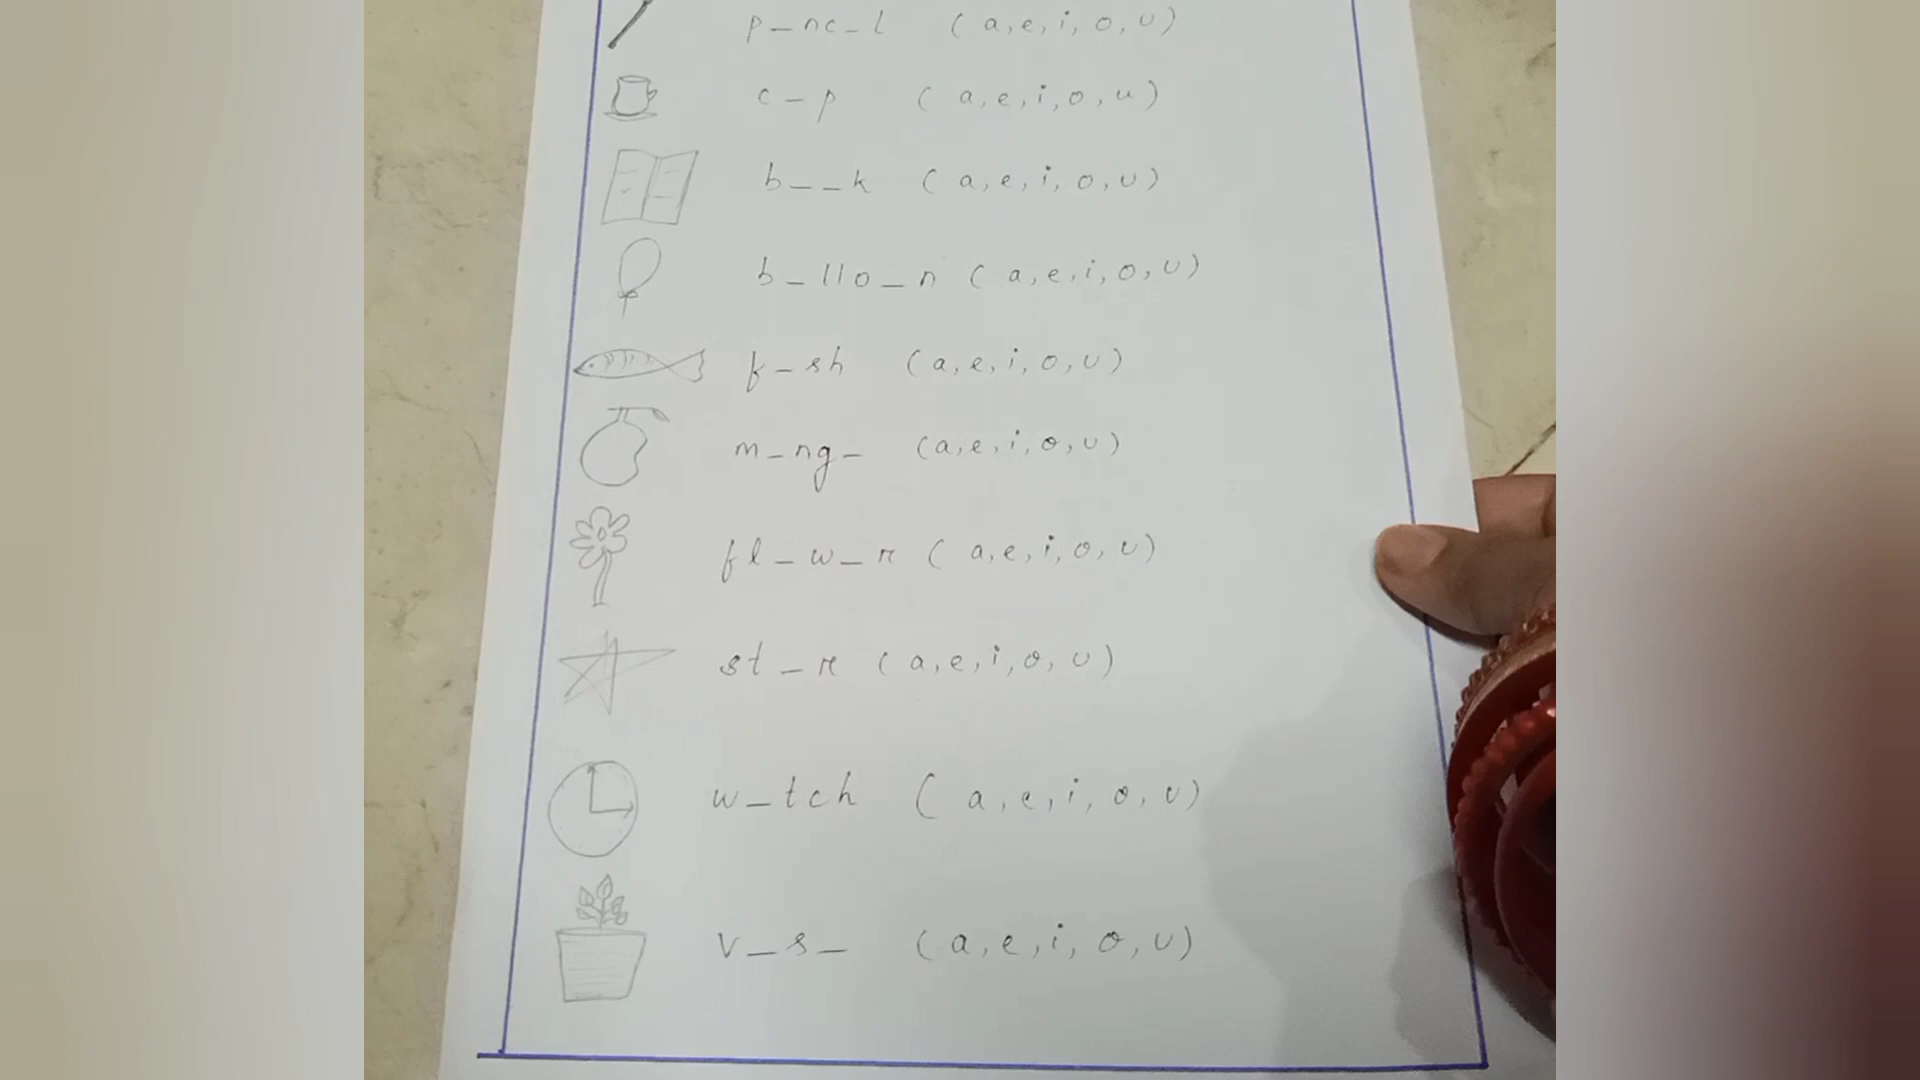 p_nc_l (a,e,i,o,u)
c_p (a,e,i,o,u)
b__k (a,e,i,o,u)
b_llo_n (a,e,i,o,u)
f_sh (a,e,i,o,u)
m_ng_ (a,e,i,o,u)
fl_w_r (a,e,i,o,u)
st_r (a,e,i,o,u)
w_tch (a,e,i,o,u)
v_s_ (a,e,i,o,u)